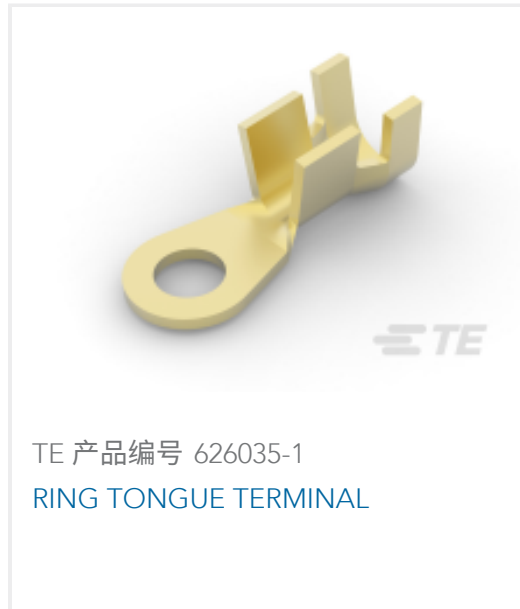 TE
TE 产品编号 626035-1
RING TONGUE TERMINAL